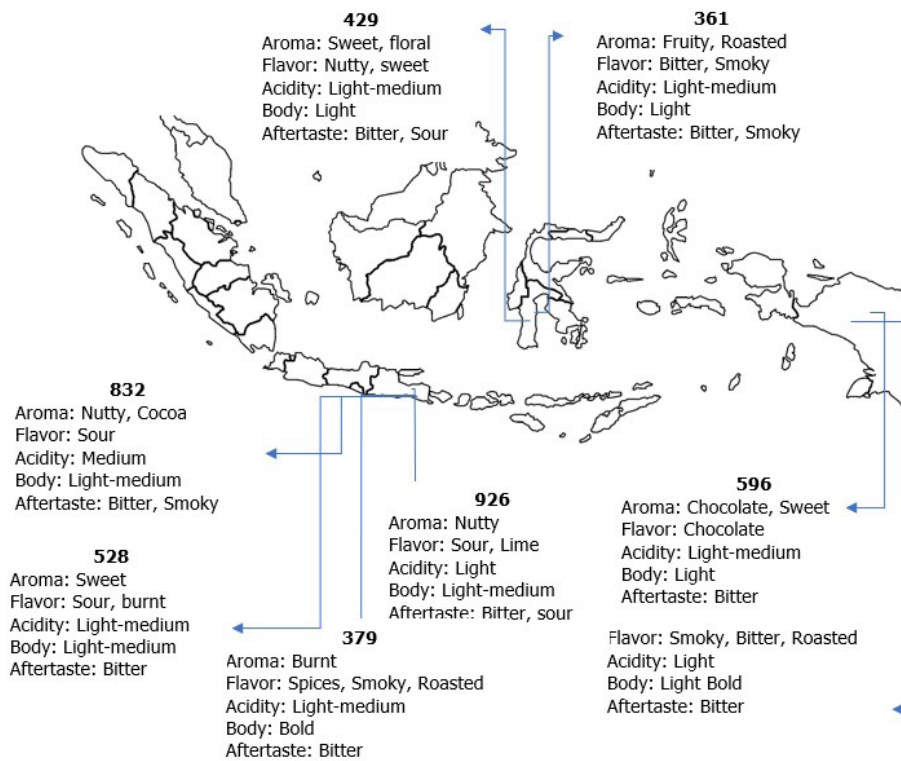 429
Aroma: Sweet, floral
Flavor: Nutty, sweet
Acidity: Light-medium
Body: Light
Aftertaste: Bitter, Sour
361
Aroma: Fruity, Roasted
Flavor: Bitter, Smoky
Acidity: Light-medium
Body: Light
Aftertaste: Bitter, Smoky
832
Aroma: Nutty, Cocoa
Flavor: Sour
Acidity: Medium
Body: Light-medium
Aftertaste: Bitter, Smoky
528
Aroma: Sweet
Flavor: Sour, burnt
Acidity: Light-medium
Body: Light-medium
Aftertaste: Bitter
926
Aroma: Nutty
Flavor: Sour, Lime
Acidity: Light
Body: Light-medium
Aftertaste: Bitter, sour
379
Aroma: Burnt
Flavor: Spices, Smoky, Roasted
Acidity: Light-medium
Body: Bold
Aftertaste: Bitter
596
Aroma: Chocolate, Sweet
Flavor: Chocolate
Acidity: Light-medium
Body: Light
Aftertaste: Bitter
Flavor: Smoky, Bitter, Roasted
Acidity: Light
Body: Light Bold
Aftertaste: Bitter